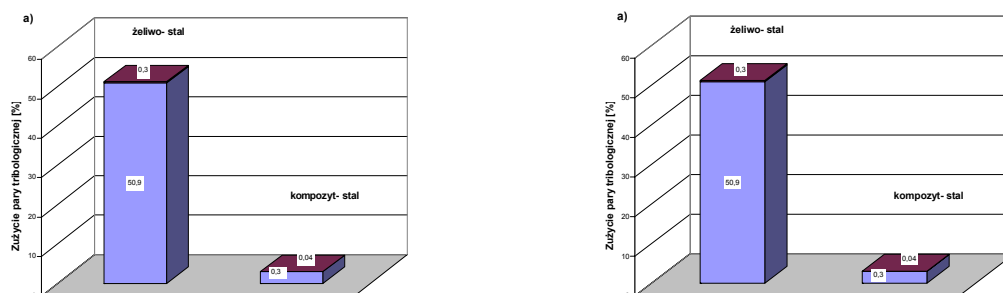 a)
żeliwo- stal
0,3
60
50
40
30
20
10
50,9
kompozyt- stal
0,04
0,3
Zużycie pary tribologicznej [%]
a)
żeliwo- stal
0,3
60
50
40
30
20
10
50,9
kompozyt- stal
0,04
0,3
Zużycie pary tribologicznej [%]